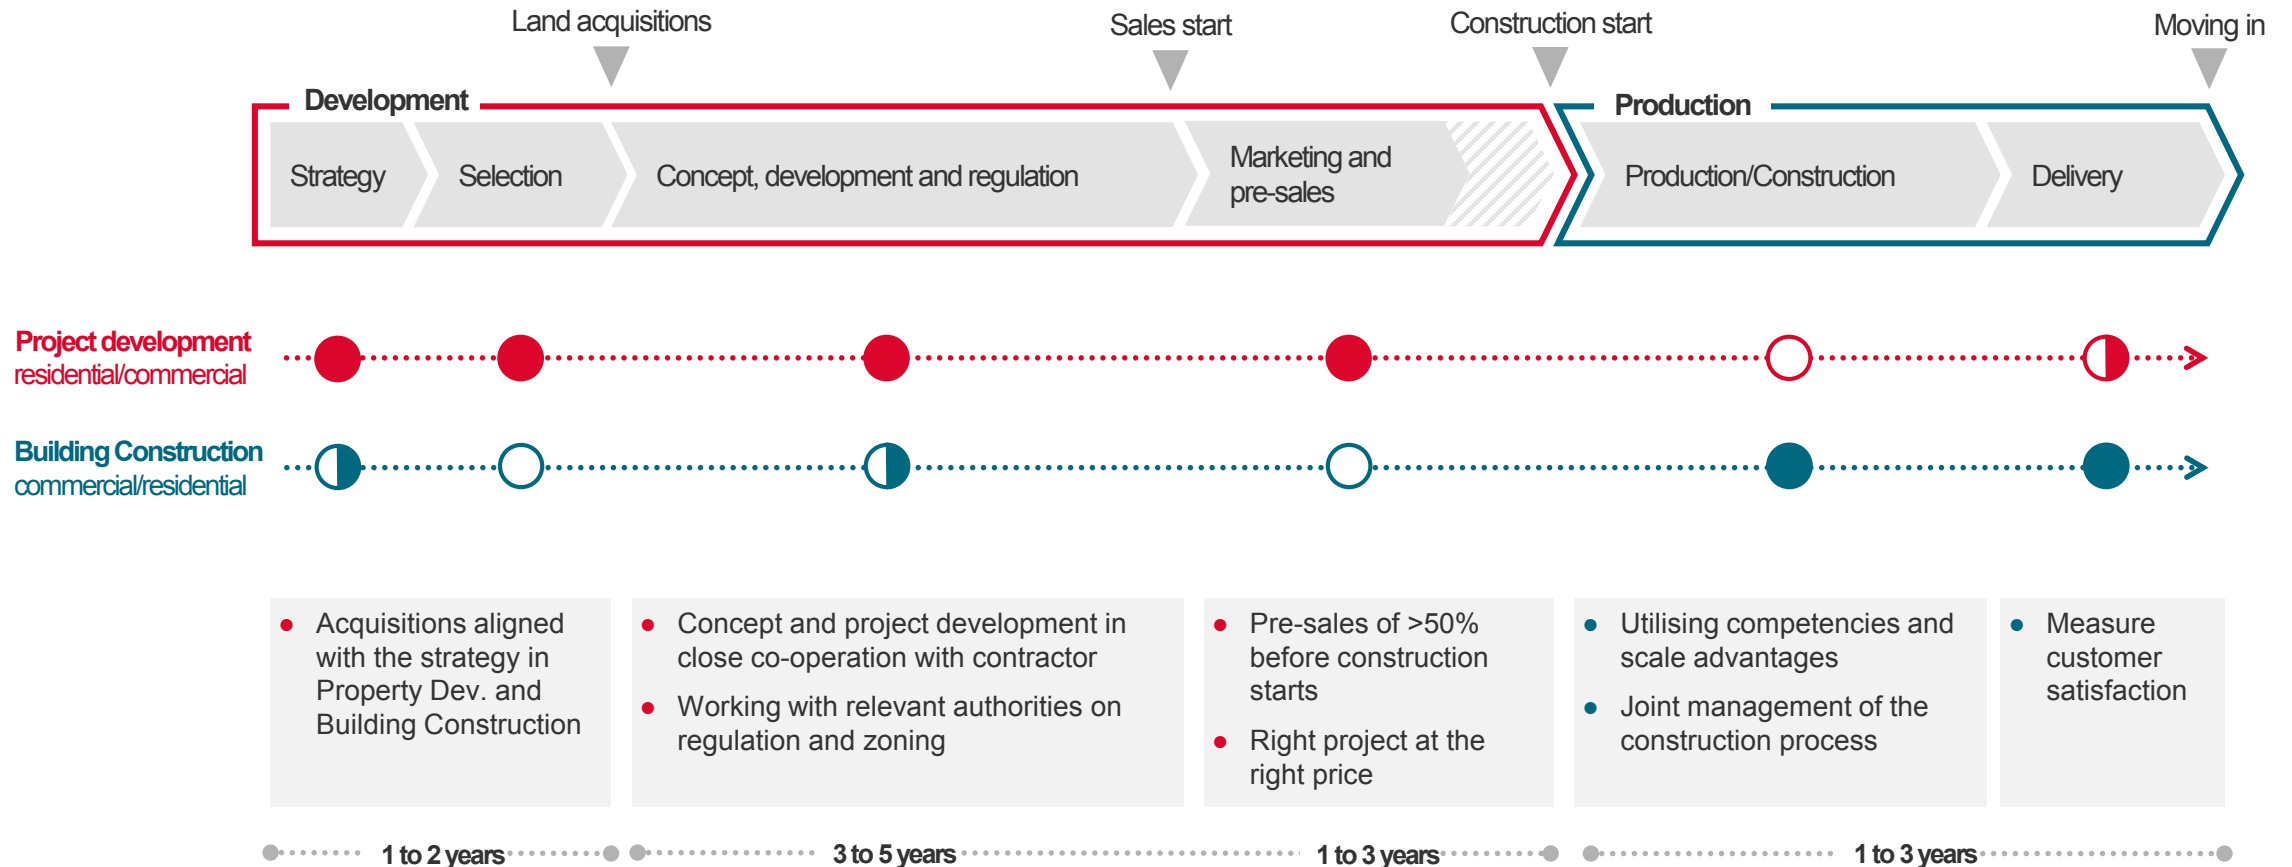 Land acquisitions
Sales start
Construction start
Moving in
Development
Production
Strategy
Selection
Concept, development and regulation
Marketing and
pre-sales
Production/Construction
Delivery
Project development
residential/commercial
Building Construction
commercial/residential
Acquisitions aligned
with the strategy in
Property Dev. and
Building Construction
Concept and project development in
close co-operation with contractor
Working with relevant authorities on
regulation and zoning
Pre-sales of >50%
before construction
starts
Right project at the
right price
Utilising competencies and
scale advantages
Joint management of the
construction process
Measure
customer
satisfaction
1 to 2 years
3 to 5 years
1 to 3 years
1 to 3 years